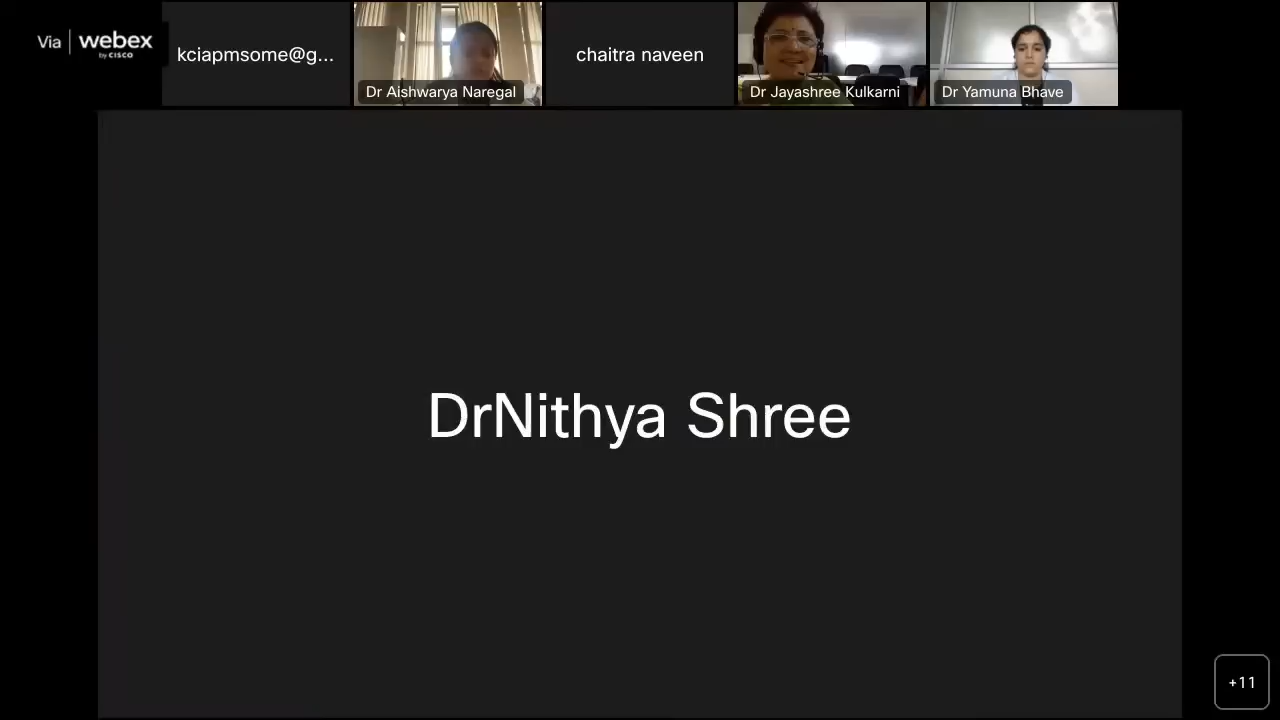 Via webex
by CISCO
kciapmsome@g...
Dr Aishwarya Naregal
chaitra naveen
Dr Jayashree Kulkarni
Dr Yamuna Bhave
DrNithya Shree
+11